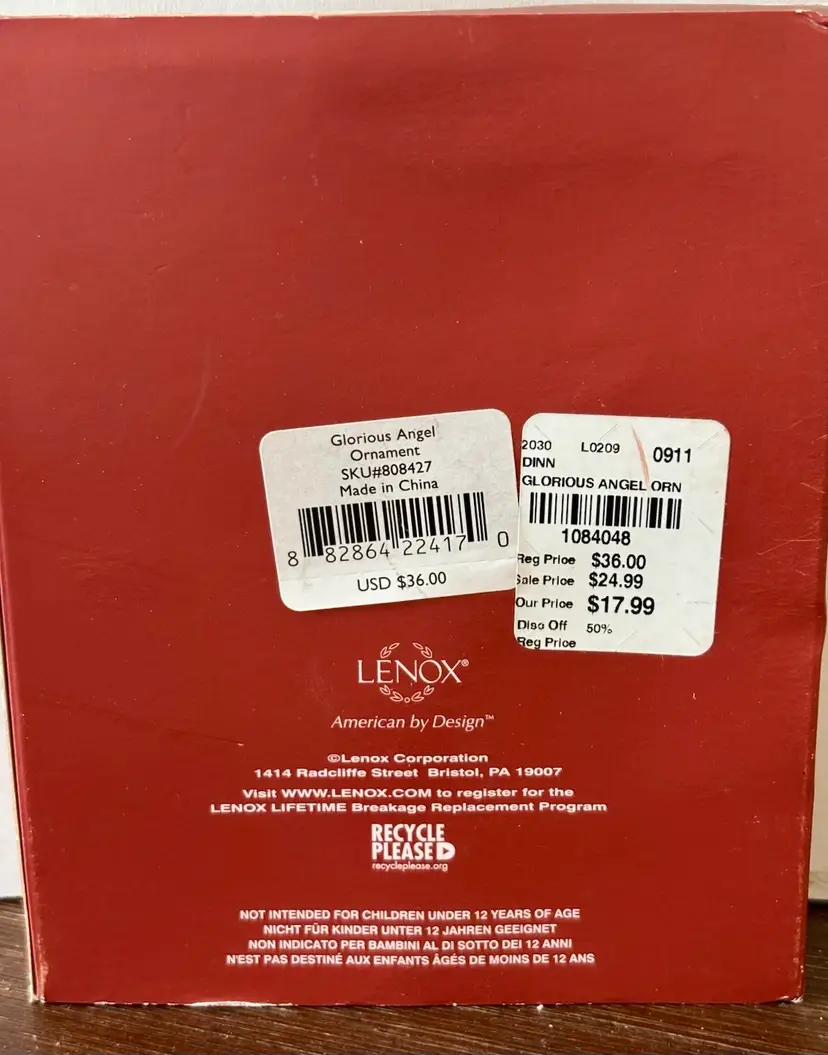 Glorious Angel
Ornament
SKU#808427
Made in China
8 82864 22417 0
USD $36.00
2030 L0209 0911
DINN
GLORIOUS ANGEL ORN
1084048
Reg Price $36.00
Sale Price $24.99
Our Price $17.99
Disc Off 50%
Reg Price
LENOX®
American by Design™
©Lenox Corporation
1414 Radcliffe Street Bristol, PA 19007
Visit WWW.LENOX.COM to register for the
LENOX LIFETIME Breakage Replacement Program
RECYCLE
PLEASE
recycleplease.org
NOT INTENDED FOR CHILDREN UNDER 12 YEARS OF AGE
NICHT FÜR KINDER UNTER 12 JAHREN GEEIGNET
NON INDICATO PER BAMBINI AL DI SOTTO DEI 12 ANNI
N'EST PAS DESTINÉ AUX ENFANTS ÂGÉS DE MOINS DE 12 ANS